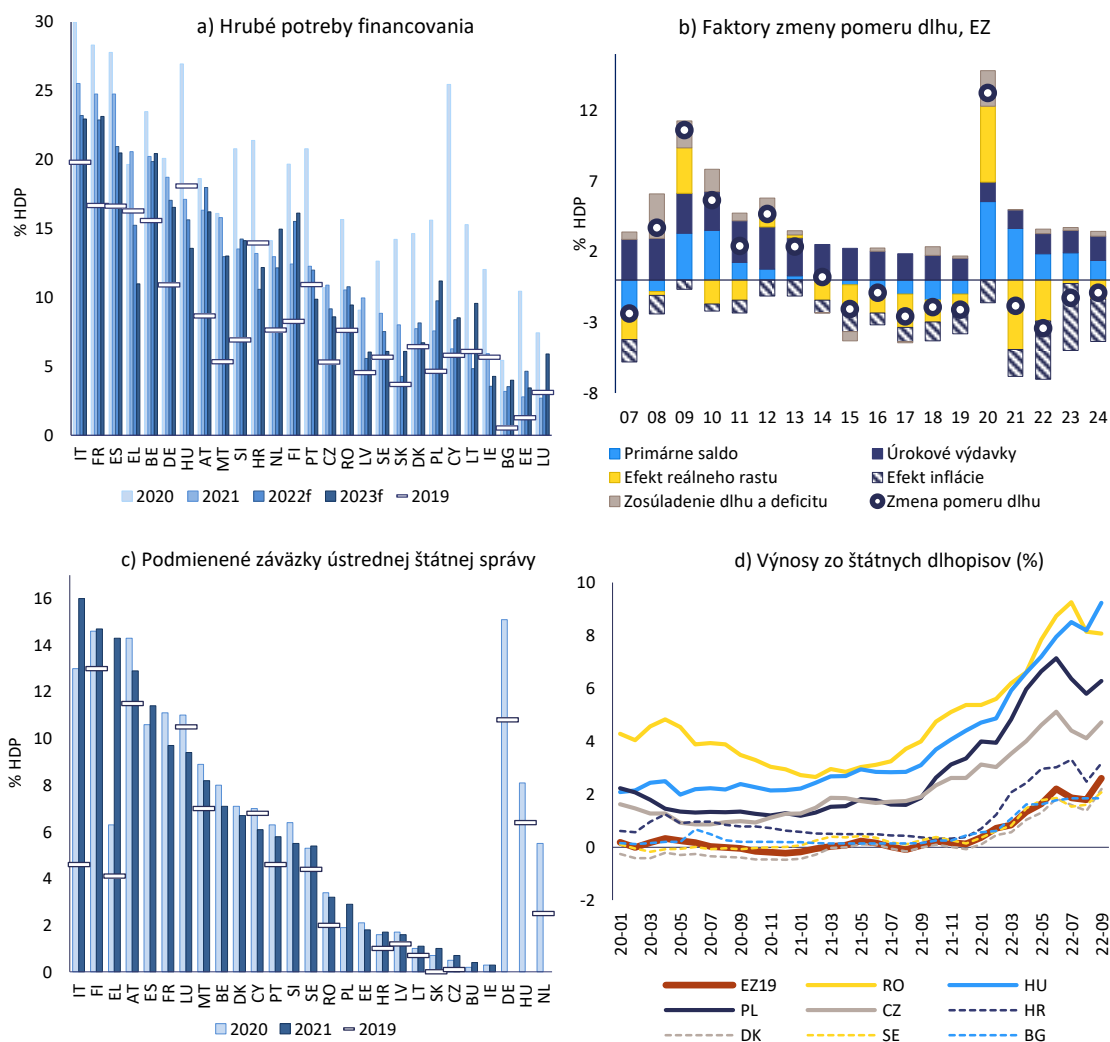 a) Hrubé potreby financovania
% HDP
30
25
20
15
10
5
0
IT FR ES EL BE DE HU AT MT SI HR NL FI PT CZ RO LV SE SK DK PL CY LT IE BG EE LU
2020 2021 2022f 2023f 2019
b) Faktory zmeny pomeru dlhu, EZ
% HDP
12
7
2
-3
-8
07 08 09 10 11 12 13 14 15 16 17 18 19 20 21 22 23 24
Primárne saldo Úrokové výdavky
Efekt reálneho rastu Efekt inflácie
Zosúladenie dlhu a deficitu Zmena pomeru dlhu
c) Podmienené záväzky ústrednej štátnej správy
% HDP
16
14
12
10
8
6
4
2
0
IT FI EL AT ES FR LU MT BE DK CY PT SI SE RO PL EE HR LV LT SK CZ BU IE DE HU NL
2020 2021 2019
d) Výnosy zo štátnych dlhopisov (%)
10
8
6
4
2
0
-2
20-01 20-03 20-05 20-07 20-09 20-11 21-01 21-03 21-05 21-07 21-09 21-11 22-01 22-03 22-05 22-07 22-09
EZ19 RO HU
PL CZ HR
DK SE BG